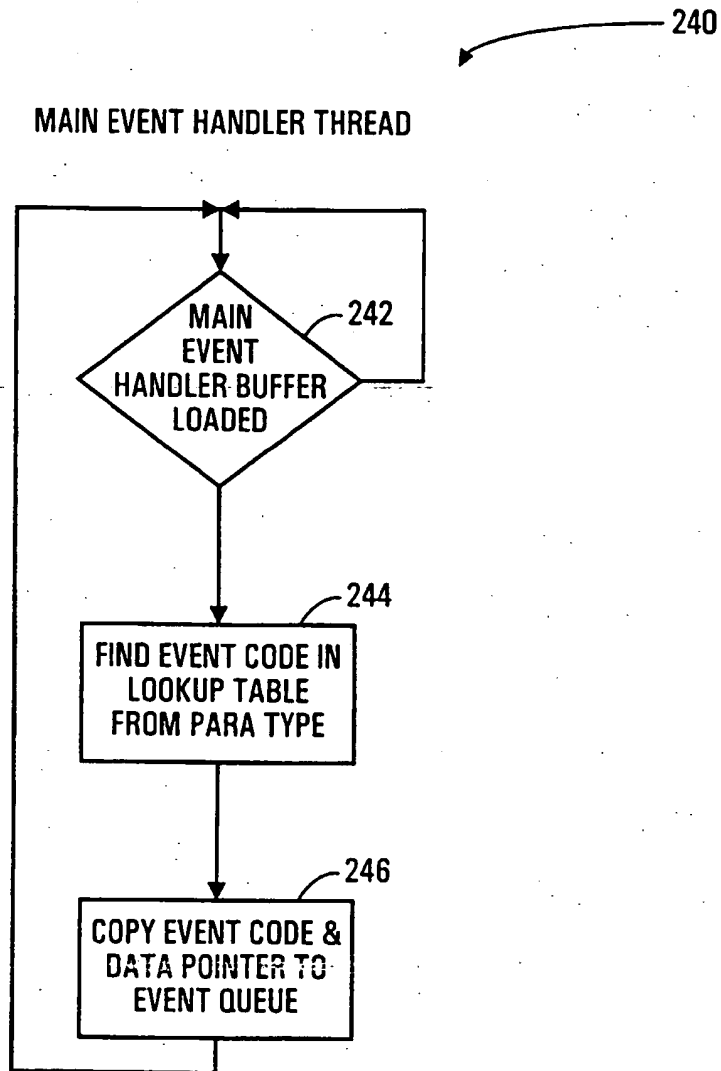 240
MAIN EVENT HANDLER THREAD
MAIN
EVENT
HANDLER BUFFER
LOADED
242
244
FIND EVENT CODE IN
LOOKUP TABLE
FROM PARA TYPE
246
COPY EVENT CODE &
DATA POINTER TO
EVENT QUEUE